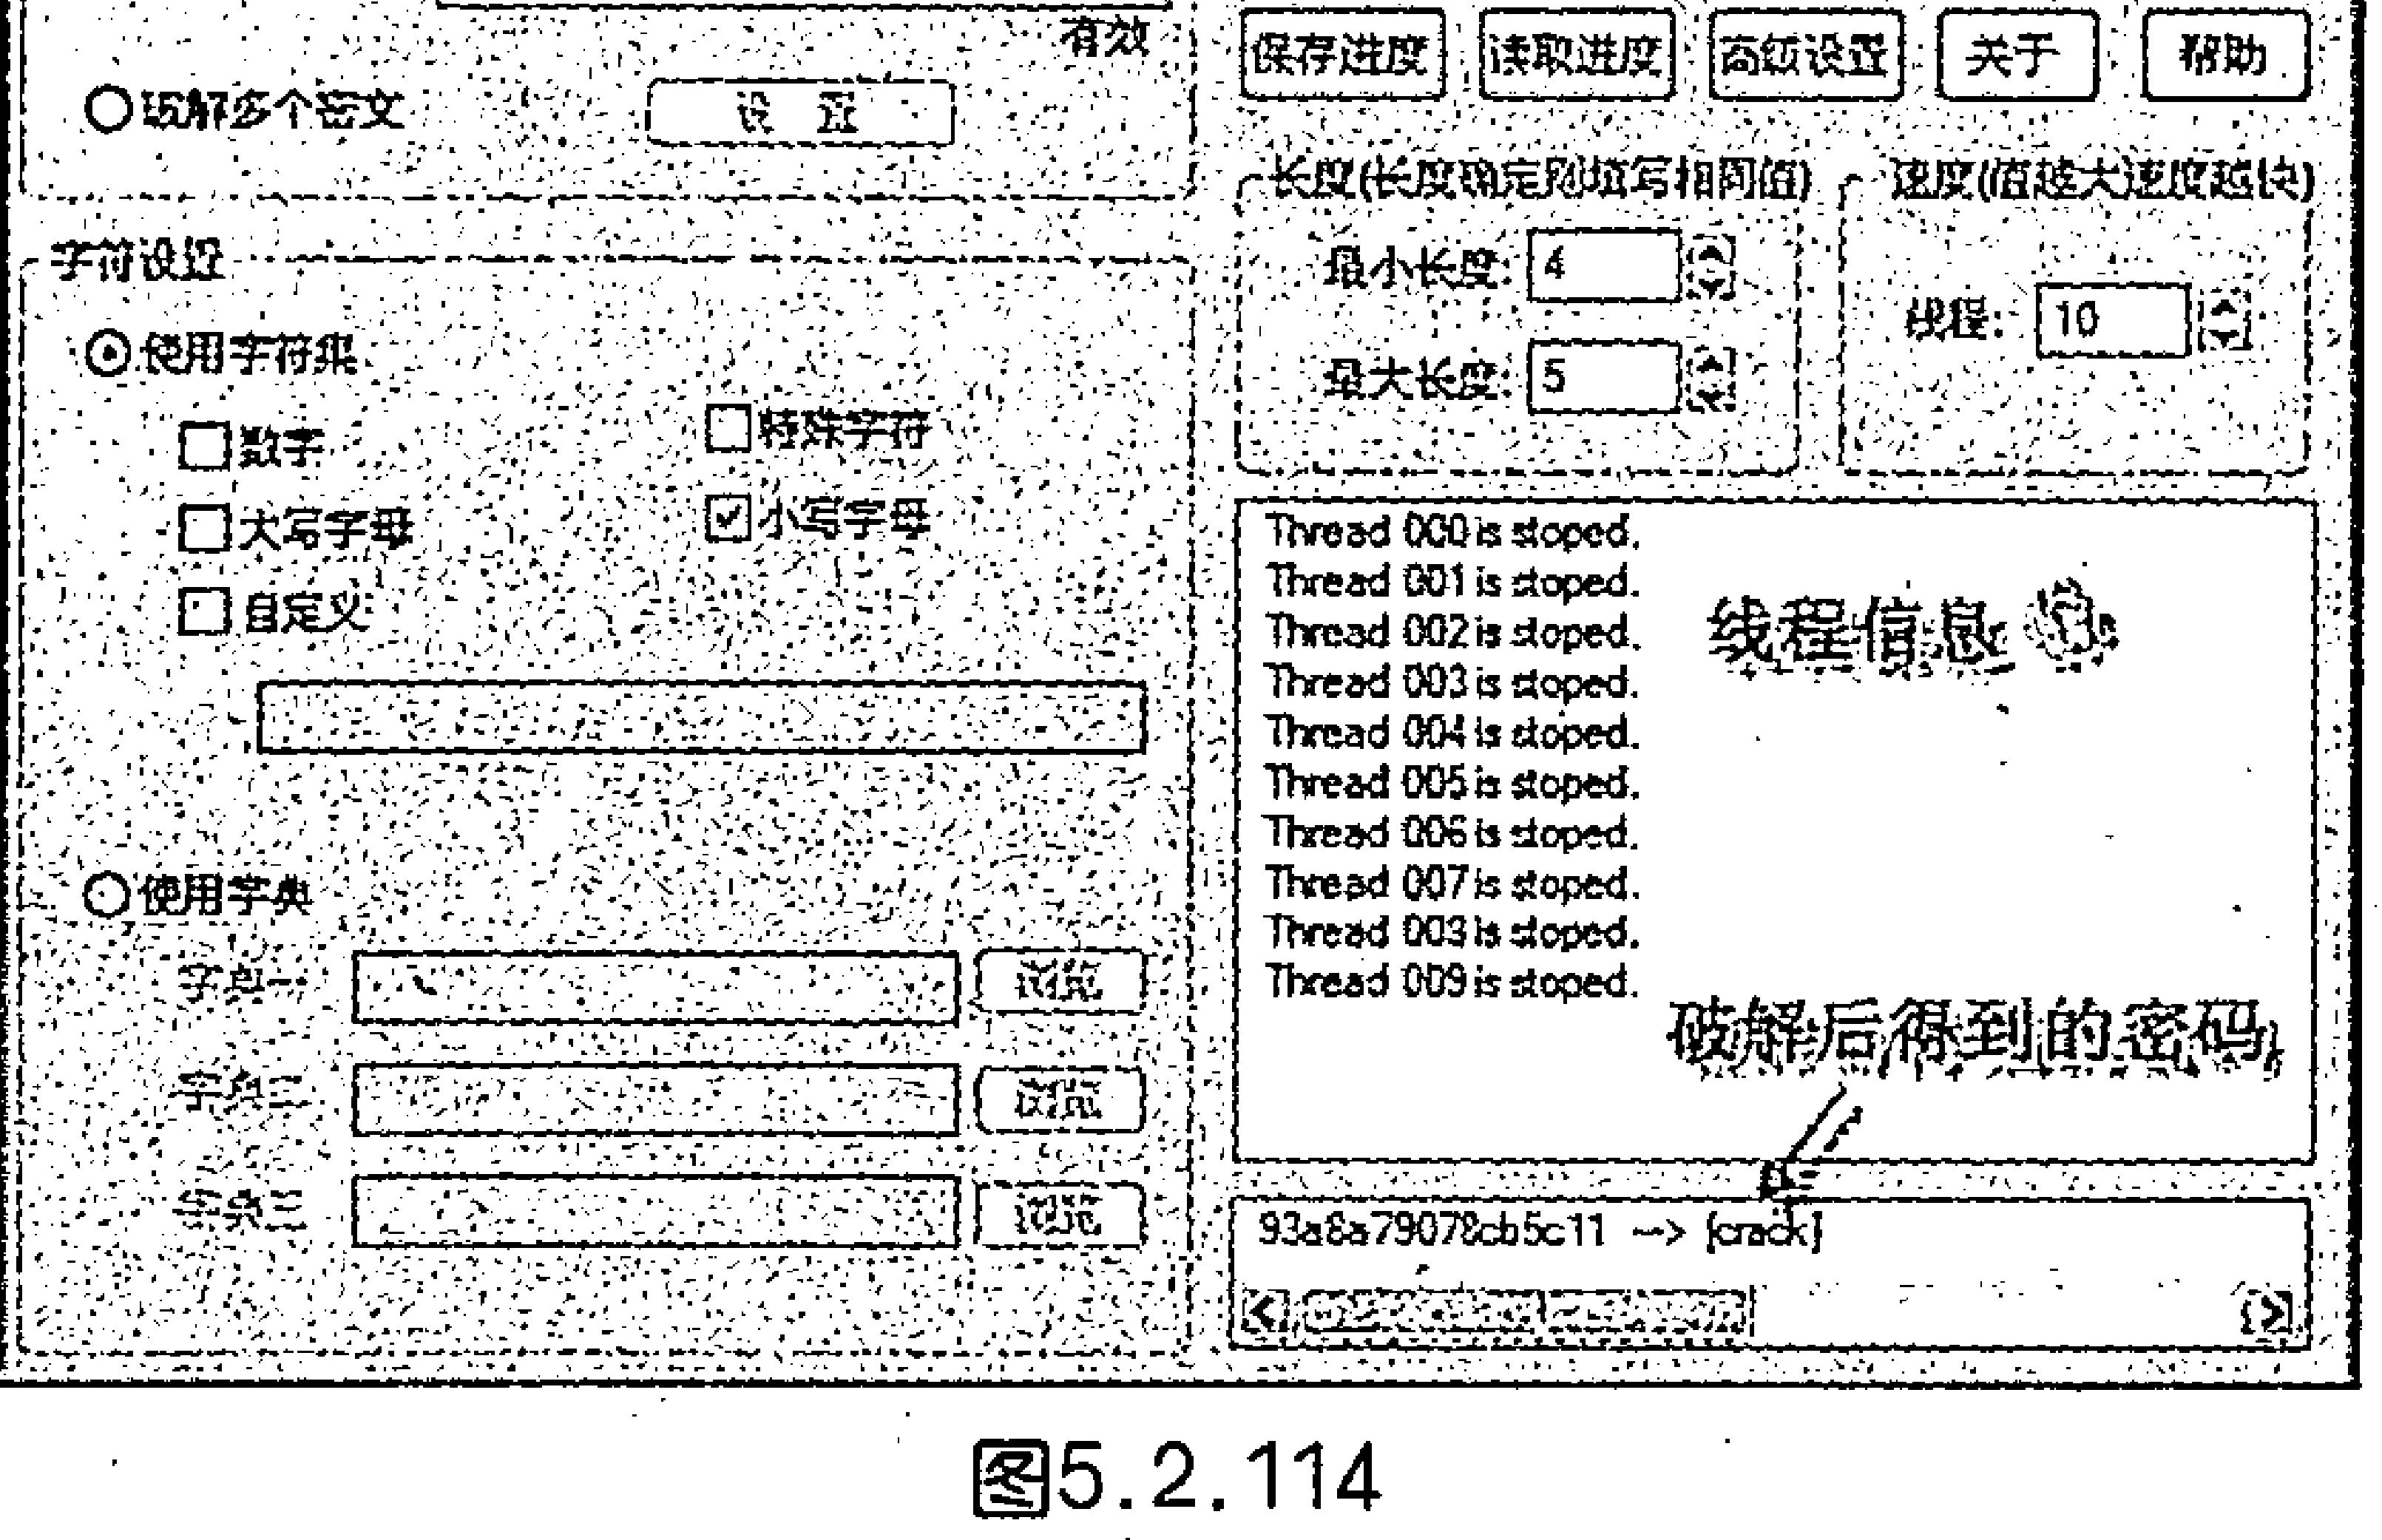 有效
破解多个密文
设 置
保存进度 读取进度 高级设置 关于 帮助
长度(长度确定则填写相同值)
最小长度: 4
最大长度: 5
速度(值越大速度越快)
线程: 10
字符设置
使用字符集
数字
特殊字符
大写字母
小写字母
自定义
使用字典
字典一 浏览
字典二 浏览
字典三 浏览
Thread 000 is stoped.
Thread 001 is stoped.
Thread 002 is stoped.
Thread 003 is stoped.
Thread 004 is stoped.
Thread 005 is stoped.
Thread 006 is stoped.
Thread 007 is stoped.
Thread 008 is stoped.
Thread 009 is stoped.
线程信息
破解后得到的密码
93a8a79078cb5c11 --> [crack]
图5.2.114